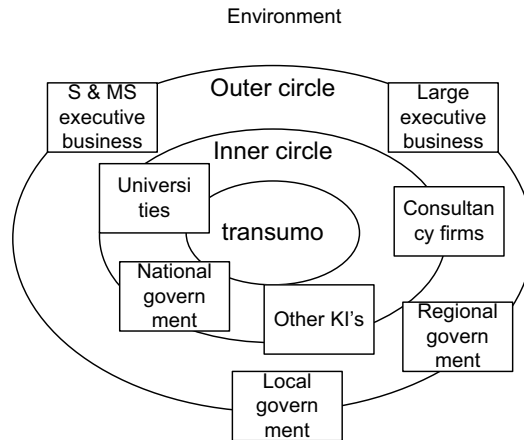 Environment
S & MS
executive
business
Outer circle
Large
executive
business
Inner circle
Universi
ties
Consultan
cy firms
transumo
National
govern
ment
Other KI's
Regional
govern
ment
Local
govern
ment